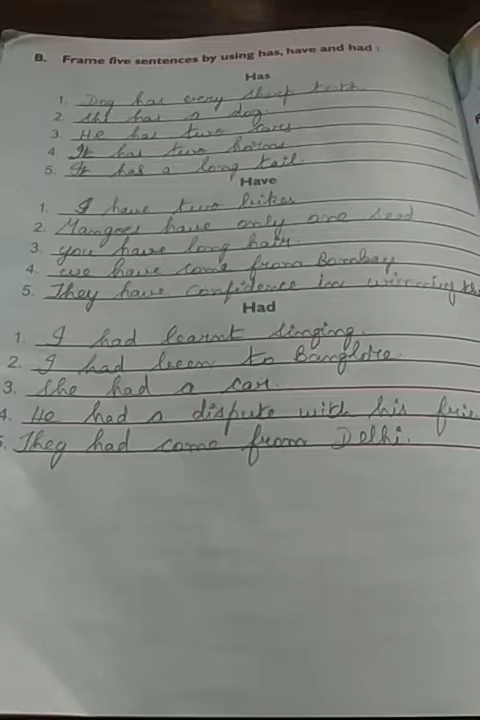 B. Frame five sentences by using has, have and had :
Has
1. Dog has very sharp teeth
2. She has a dog.
3. He has two cars
4. It has two horns
5. It has a long tail.
Have
1. I have two bikes
2. Mangoes have only one seed.
3. you have long hair.
4. we have come from Bombay
5. They have confidence in winning
Had
1. I had learnt singing.
2. I had been to Banglore.
3. She had a car.
4. He had a dispute with his
5. They had come from Delhi.